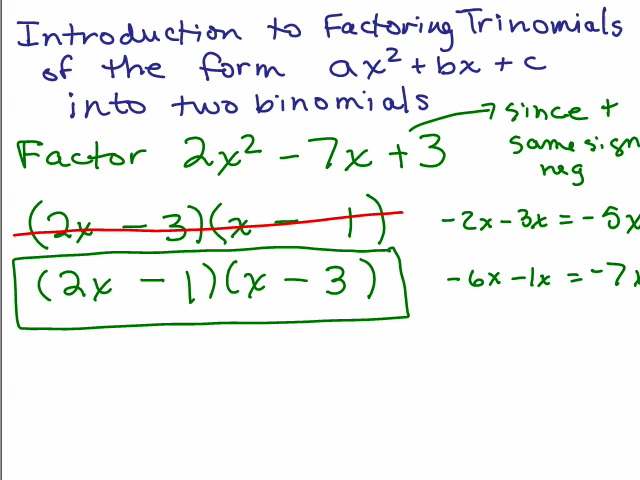 Introduction to Factoring Trinomials
of the form ax² + bx + c
into two binomials
Factor 2x² - 7x + 3
since +
same sign
neg
(2x - 3)(x - 1)
-2x - 3x = -5x
(2x - 1)(x - 3)
-6x - 1x = -7x